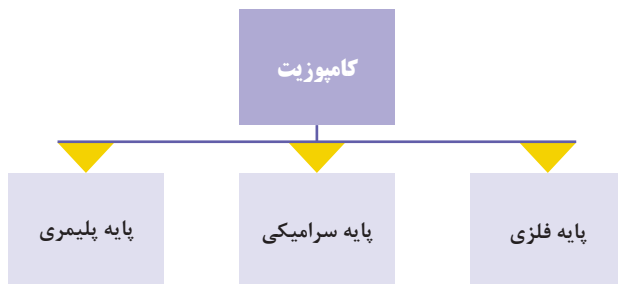 کامپوزیت
پایه فلزی
پایه سرامیکی
پایه پلیمری